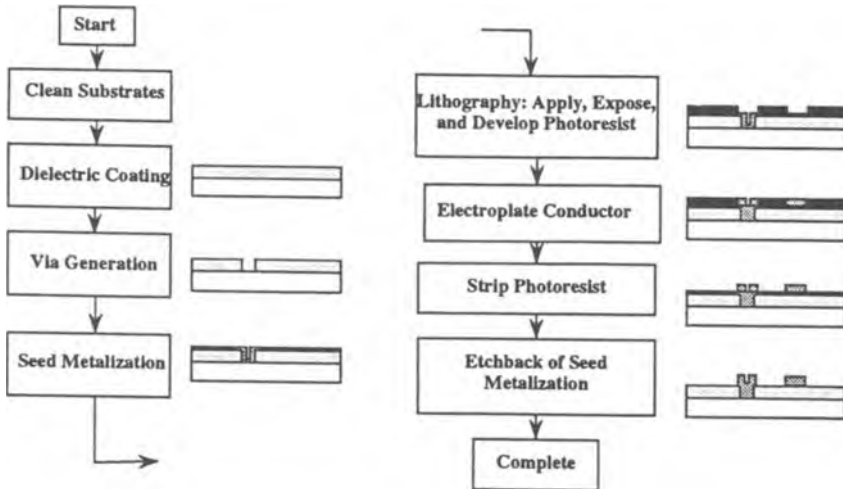 Start
Clean Substrates
Dielectric Coating
Via Generation
Seed Metalization
Lithography: Apply, Expose,
and Develop Photoresist
Electroplate Conductor
Strip Photoresist
Etchback of Seed
Metalization
Complete